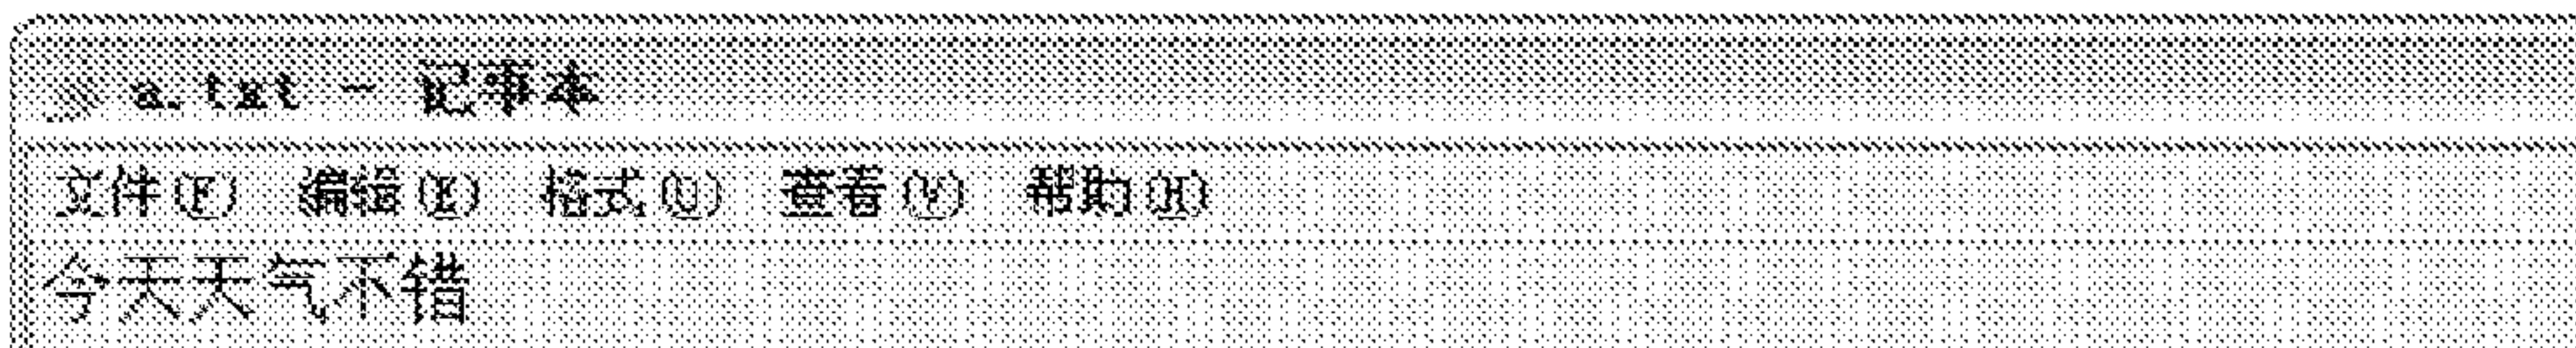 a.txt - 记事本
文件(F) 编辑(E) 格式(O) 查看(V) 帮助(H)
今天天气不错